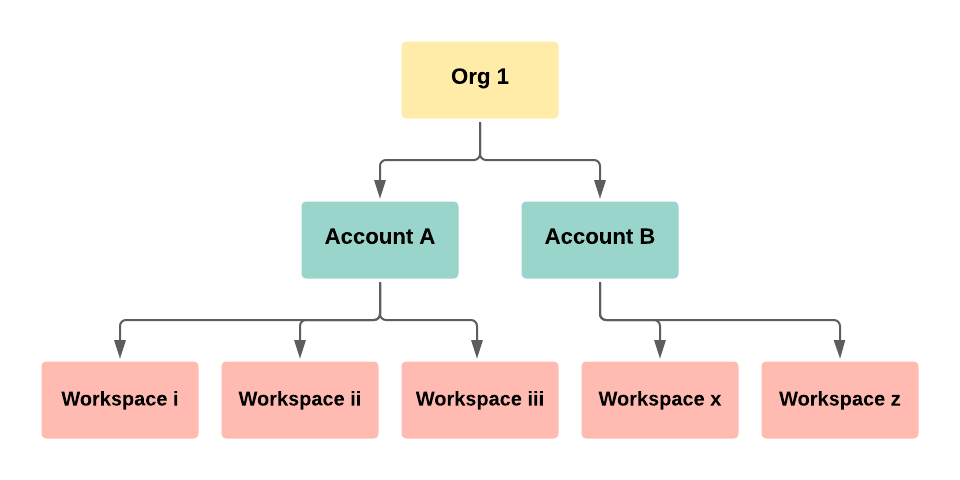 Org 1
Account A
Account B
Workspace i
Workspace ii
Workspace iii
Workspace x
Workspace z